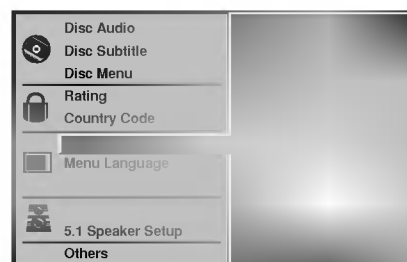 Disc Audio
Disc Subtitle
Disc Menu
Rating
Country Code
Menu Language
5.1 Speaker Setup
Others